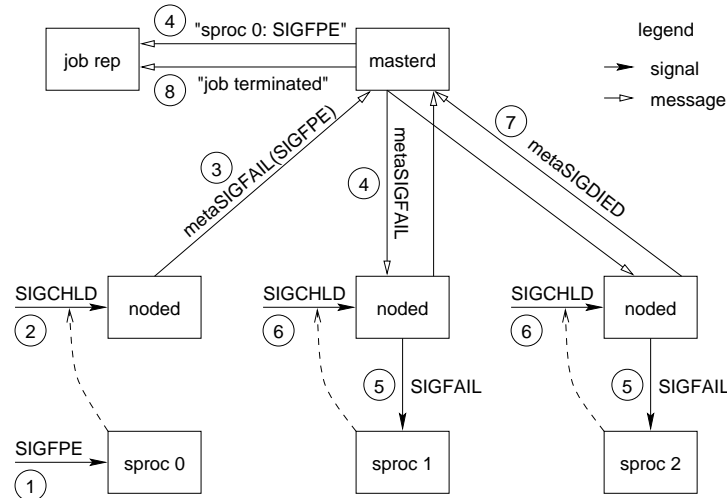 4 "sproc 0: SIGFPE"
job rep
masterd
8 "job terminated"
legend
signal
message
3 metaSIGFAIL(SIGFPE)
4 metaSIGFAIL
7 metaSIGDIED
SIGCHLD
2
noded
SIGCHLD
6
noded
SIGCHLD
6
noded
5 SIGFAIL
5 SIGFAIL
SIGFPE
1
sproc 0
sproc 1
sproc 2